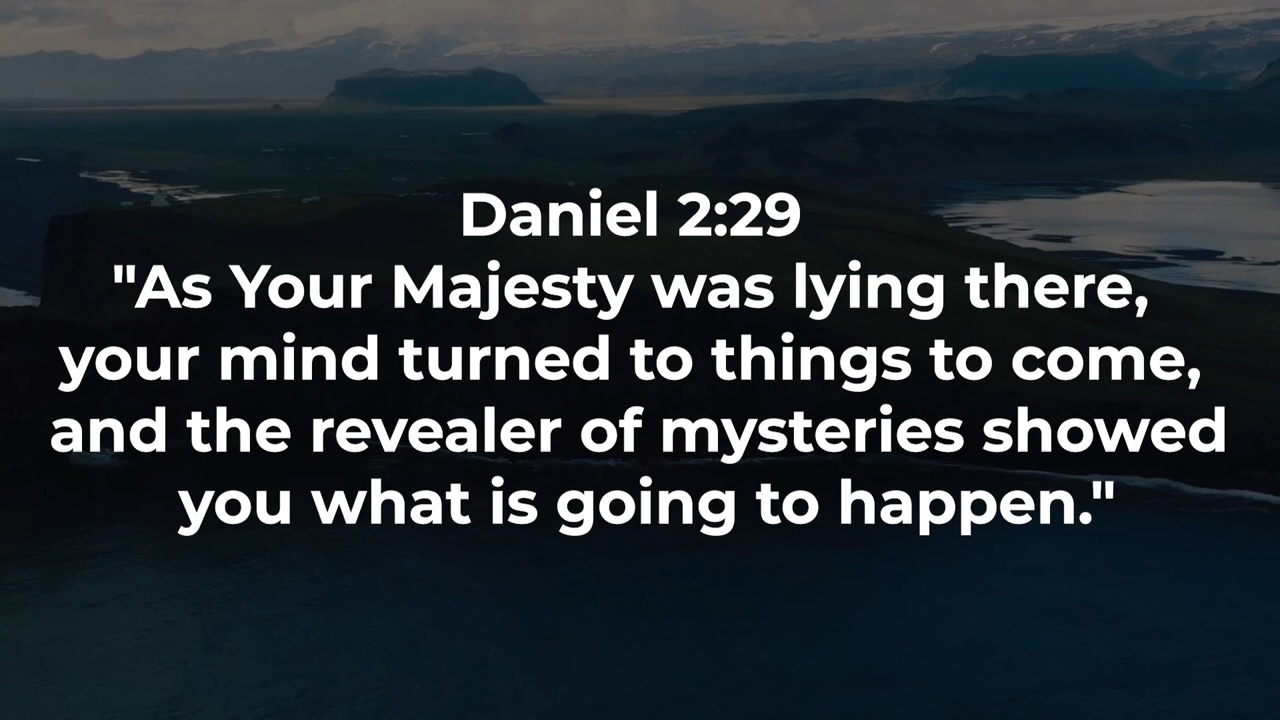 Daniel 2:29
"As Your Majesty was lying there,
your mind turned to things to come,
and the revealer of mysteries showed
you what is going to happen."